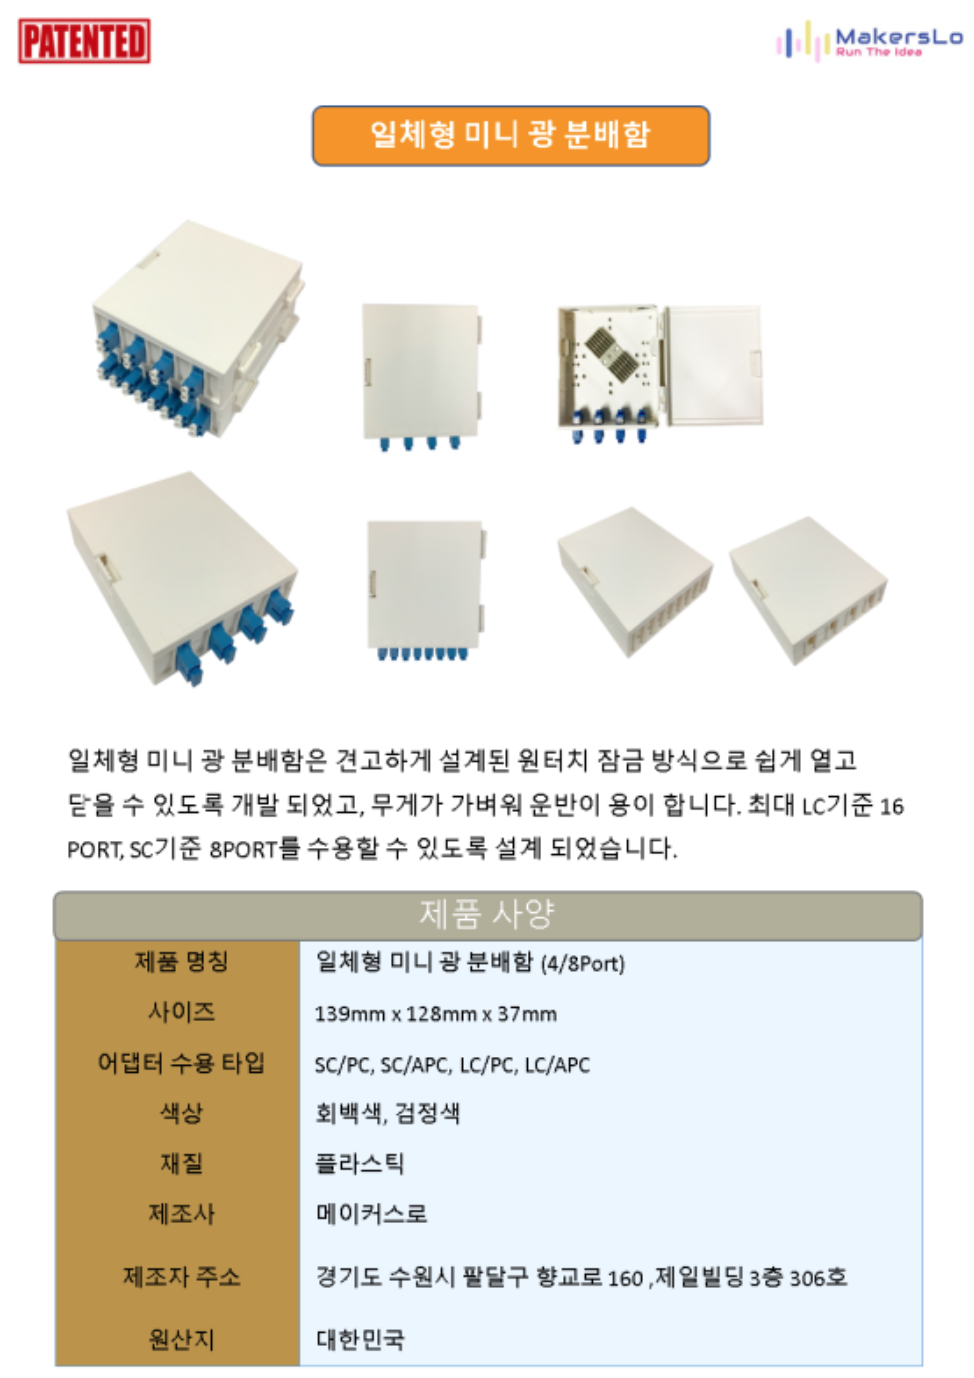 PATENTED
MakersLo
Run The Idea
일체형 미니 광 분배함
일체형 미니 광 분배함은 견고하게 설계된 원터치 잠금 방식으로 쉽게 열고
닫을 수 있도록 개발 되었고, 무게가 가벼워 운반이 용이 합니다. 최대 LC기준 16
PORT, SC기준 8PORT를 수용할 수 있도록 설계 되었습니다.
제품 사양
제품 명칭 일체형 미니 광 분배함 (4/8Port)
사이즈 139mm x 128mm x 37mm
어댑터 수용 타입 SC/PC, SC/APC, LC/PC, LC/APC
색상 회백색, 검정색
재질 플라스틱
제조사 메이커스로
제조자 주소 경기도 수원시 팔달구 향교로 160 ,제일빌딩 3층 306호
원산지 대한민국